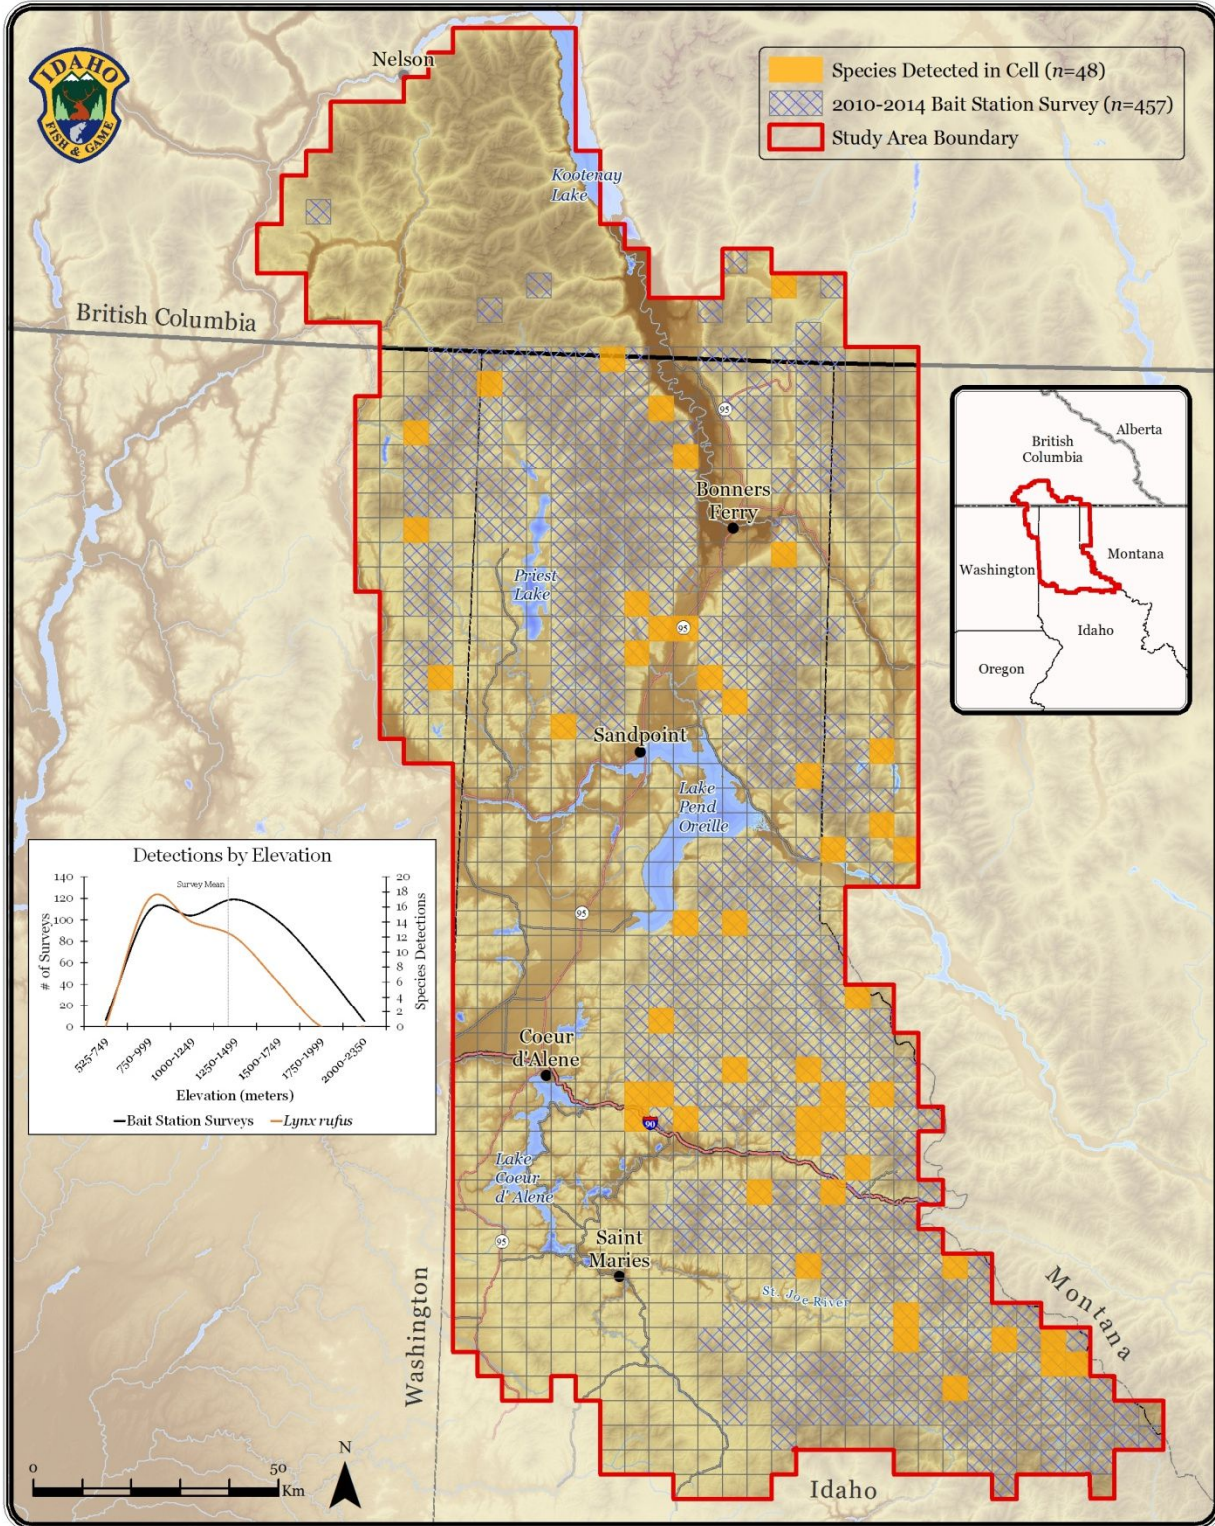 IDAHO
FISH & GAME
Nelson
Species Detected in Cell (n=48)
2010-2014 Bait Station Survey (n=457)
Study Area Boundary
Kootenay
Lake
British Columbia
95
Bonners
Ferry
Priest
Lake
95
Sandpoint
Lake
Pend
Oreille
British
Columbia
Alberta
Washington
Montana
Idaho
Oregon
Detections by Elevation
Survey Mean
# of Surveys
140
120
100
80
60
40
20
0
20
18
16
14
12
10
8
6
4
2
0
Species Detections
525-749
750-999
1000-1249
1250-1499
1500-1749
1750-1999
2000-2350
Elevation (meters)
Bait Station Surveys
Lynx rufus
95
Coeur
d'Alene
90
Lake
Coeur
d' Alene
95
Saint
Maries
St. Joe River
Washington
Montana
Idaho
0
50
Km
N